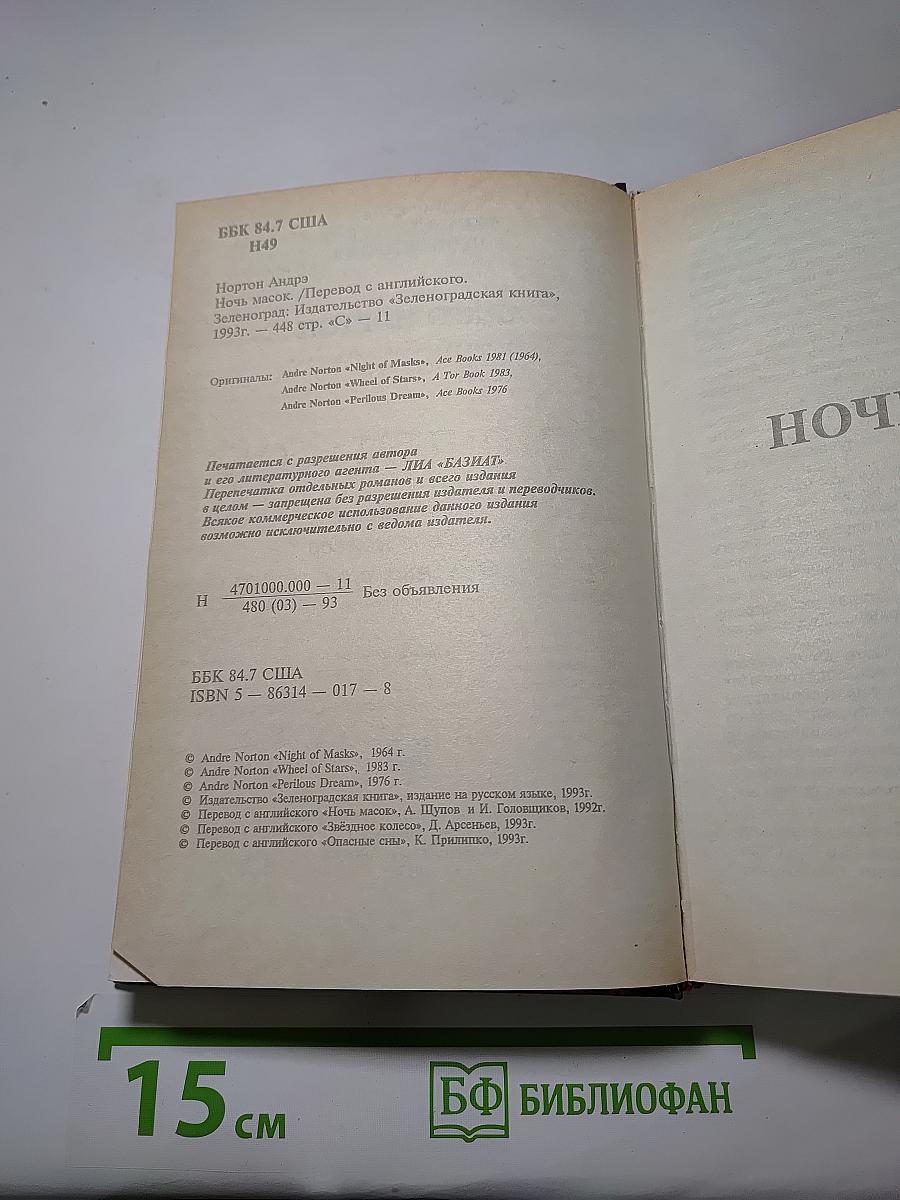 ББК 84.7 США
Н49
Нортон Андрэ
Ночь масок. /Перевод с английского.
Зеленоград: Издательство «Зеленоградская книга»,
1993г. — 448 стр. «С» — 11
Оригиналы: Andre Norton «Night of Masks», Ace Books 1981 (1964),
Andre Norton «Wheel of Stars», A Tor Book 1983,
Andre Norton «Perilous Dream», Ace Books 1976
Печатается с разрешения автора
и его литературного агента — ЛИА «БАЗИАТ»
Перепечатка отдельных романов и всего издания
в целом — запрещена без разрешения издателя и переводчиков.
Всякое коммерческое использование данного издания
возможно исключительно с ведома издателя.
Н 4701000.000 — 11
480 (03) — 93 Без объявления
ББК 84.7 США
ISBN 5 — 86314 — 017 — 8
© Andre Norton «Night of Masks», 1964 г.
© Andre Norton «Wheel of Stars», 1983 г.
© Andre Norton «Perilous Dream», 1976 г.
© Издательство «Зеленоградская книга», издание на русском языке, 1993г.
© Перевод с английского «Ночь масок», А. Щупов и И. Головщиков, 1992г.
© Перевод с английского «Звёздное колесо», Д. Арсеньев, 1993г.
© Перевод с английского «Опасные сны», К. Прилипко, 1993г.
НОЧ
15 см
БФ БИБЛИОФАН